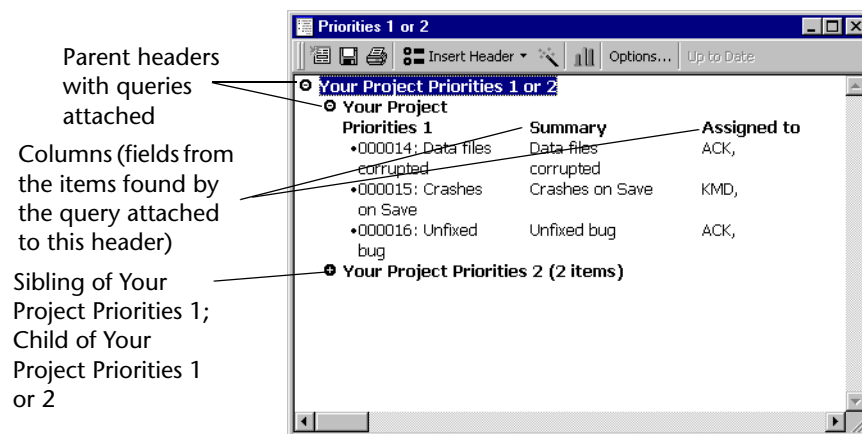 Parent headers
with queries
attached
Columns (fields from
the items found by
the query attached
to this header)
Sibling of Your
Project Priorities 1;
Child of Your
Project Priorities 1
or 2
Priorities 1 or 2
Insert Header Options... Up to Date
Your Project Priorities 1 or 2
Your Project
Priorities 1 Summary Assigned to
•000014: Data files Data files ACK,
corrupted corrupted
•000015: Crashes Crashes on Save KMD,
on Save
•000016: Unfixed Unfixed bug ACK,
bug
Your Project Priorities 2 (2 items)